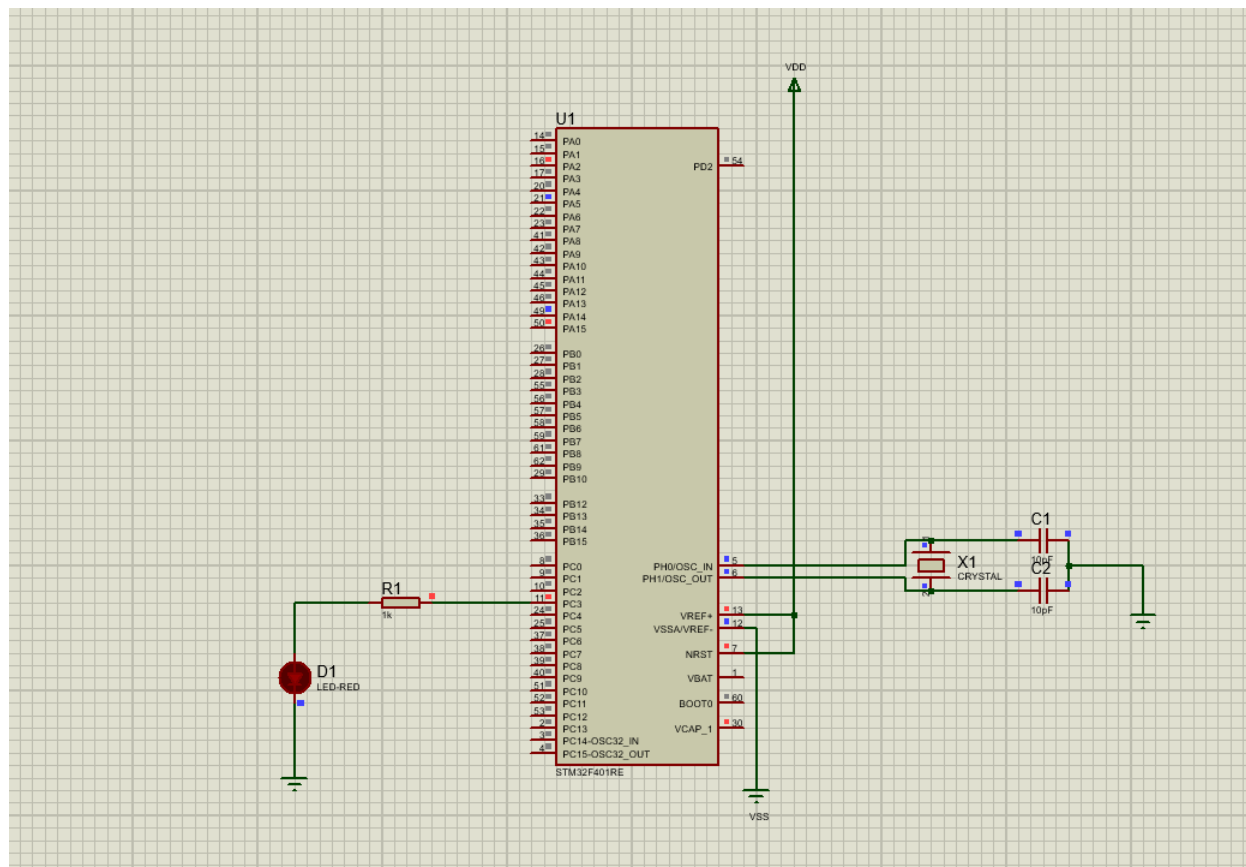 VDD
U1
14 PA0
15 PA1
16 PA2 PD2 54
17 PA3
20 PA4
21 PA5
22 PA6
23 PA7
41 PA8
42 PA9
43 PA10
44 PA11
45 PA12
46 PA13
49 PA14
50 PA15
26 PB0
27 PB1
28 PB2
55 PB3
56 PB4
57 PB5
58 PB6
59 PB7
61 PB8
62 PB9
29 PB10
33 PB12
34 PB13
35 PB14
36 PB15
8 PC0 PH0/OSC_IN 5
9 PC1 PH1/OSC_OUT 6
10 PC2
11 PC3
24 PC4 VREF+ 13
25 PC5 VSSA/VREF- 12
37 PC6
38 PC7 NRST 7
39 PC8
40 PC9 VBAT 1
51 PC10
52 PC11 BOOT0 60
53 PC12
2 PC13 VCAP_1 30
3 PC14-OSC32_IN
4 PC15-OSC32_OUT
STM32F401RE
R1
1k
D1
LED-RED
X1
CRYSTAL
C1
10pF
C2
10pF
VSS